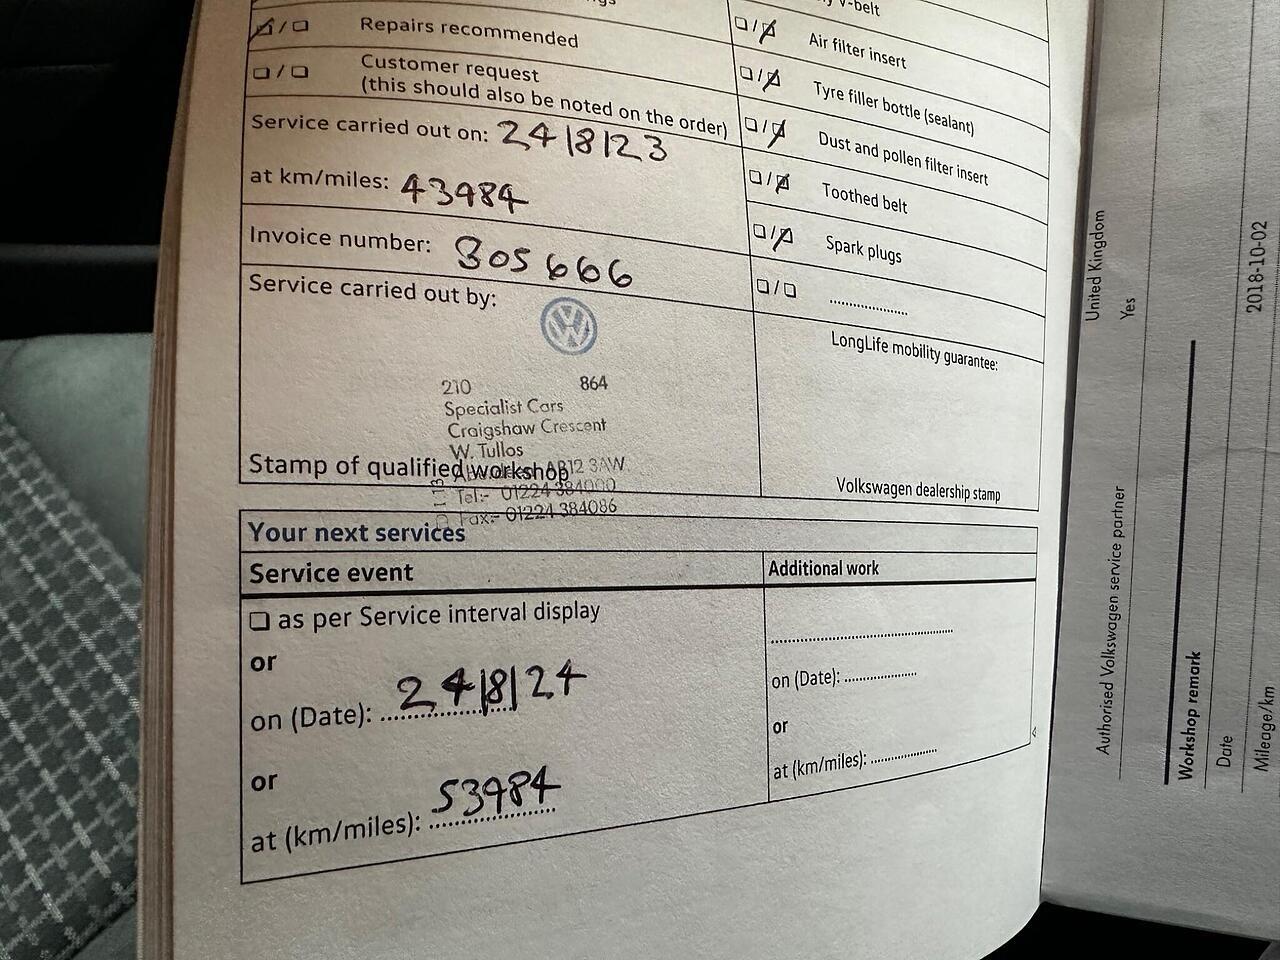 Repairs recommended
Customer request
(this should also be noted on the order)
Service carried out on: 24/8/23
at km/miles: 43984
Invoice number: 305666
Service carried out by:
210 864
Specialist Cars
Craigshaw Crescent
W. Tullos
AB12 3AW
Tel:- 01224 384000
Fax:- 01224 384086
Stamp of qualified workshop
V-belt
Air filter insert
Tyre filler bottle (sealant)
Dust and pollen filter insert
Toothed belt
Spark plugs
....................
LongLife mobility guarantee:
Volkswagen dealership stamp
Your next services
Service event
as per Service interval display
or
on (Date): 24/8/24
or
at (km/miles): 53984
Additional work
on (Date): ....................
or
at (km/miles): ....................
United Kingdom
Yes
Authorised Volkswagen service partner
Workshop remark
Date
2018-10-02
Mileage/km